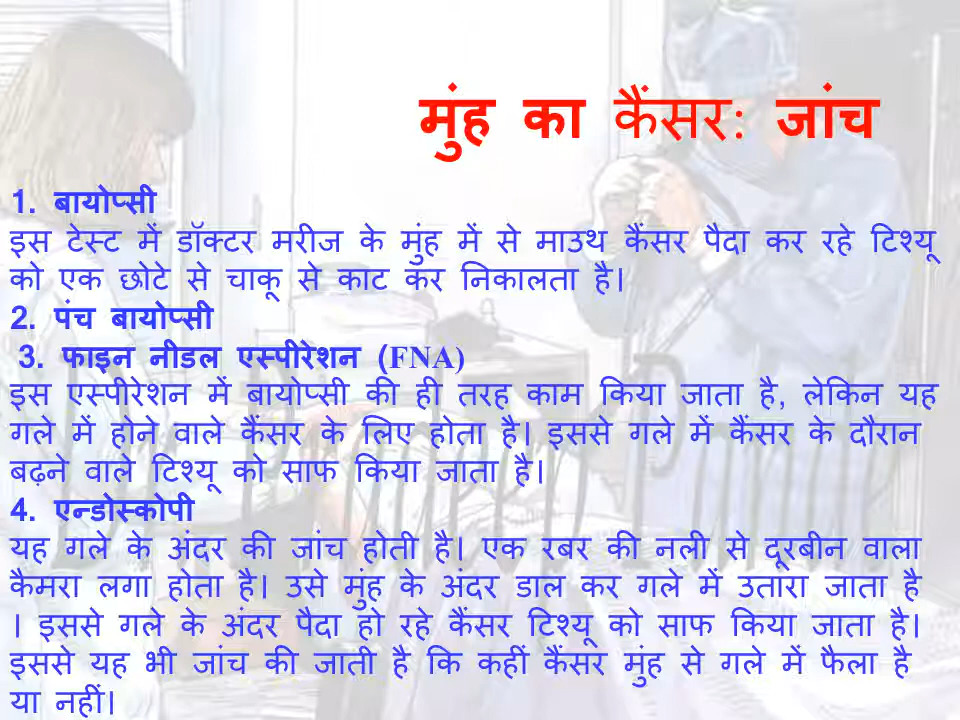 मुंह का कैंसर: जांच
1. बायोप्सी
इस टेस्ट में डॉक्टर मरीज के मुंह में से माउथ कैंसर पैदा कर रहे टिश्यू
को एक छोटे से चाकू से काट कर निकालता है।
2. पंच बायोप्सी
3. फाइन नीडल एस्पीरेशन (FNA)
इस एस्पीरेशन में बायोप्सी की ही तरह काम किया जाता है, लेकिन यह
गले में होने वाले कैंसर के लिए होता है। इससे गले में कैंसर के दौरान
बढ़ने वाले टिश्यू को साफ किया जाता है।
4. एन्डोस्कोपी
यह गले के अंदर की जांच होती है। एक रबर की नली से दूरबीन वाला
कैमरा लगा होता है। उसे मुंह के अंदर डाल कर गले में उतारा जाता है
। इससे गले के अंदर पैदा हो रहे कैंसर टिश्यू को साफ किया जाता है।
इससे यह भी जांच की जाती है कि कहीं कैंसर मुंह से गले में फैला है
या नहीं।